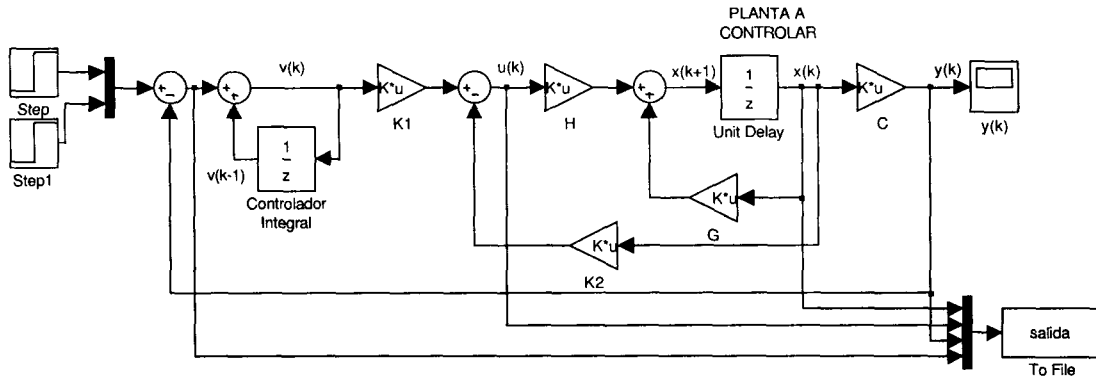 PLANTA A
CONTROLAR
v(k)
u(k)
x(k+1)
1
z
x(k)
y(k)
Step
K*u
K1
K*u
H
Unit Delay
K*u
C
y(k)
Step1
v(k-1)
1
z
Controlador
Integral
K*u
G
K*u
K2
salida
To File